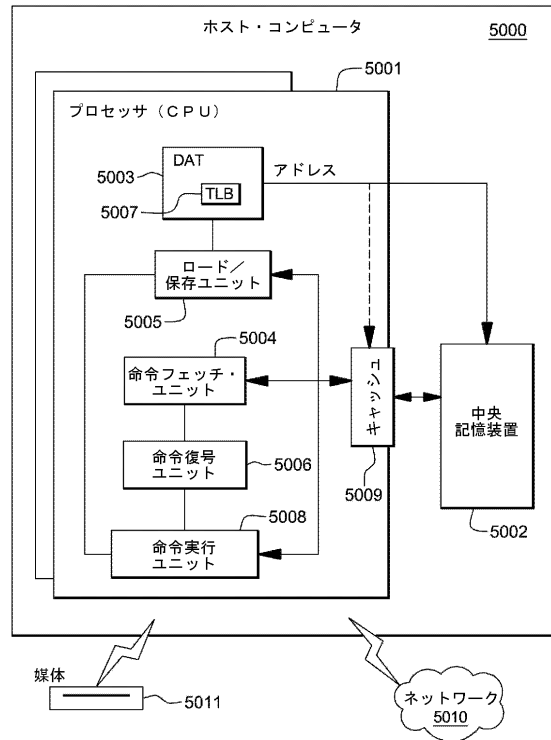 ホスト・コンピュータ
5000
5001
プロセッサ(CPU)
DAT
5003
アドレス
5007
TLB
ロード/
保存ユニット
5005
5004
命令フェッチ・
ユニット
キャッシュ
中央
記憶装置
命令復号
ユニット
5006
5009
5008
5002
命令実行
ユニット
媒体
5011
ネットワーク
5010